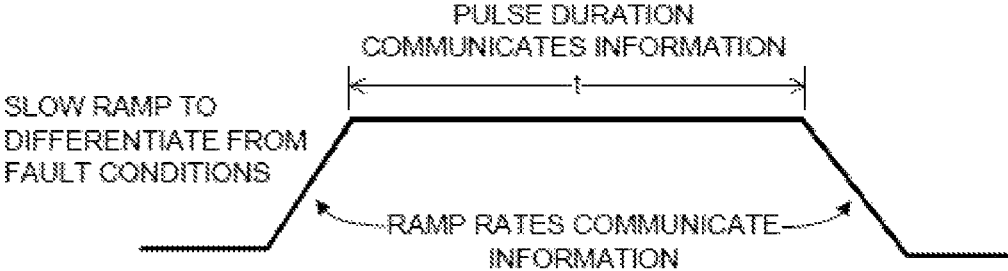 PULSE DURATION
COMMUNICATES INFORMATION
t
SLOW RAMP TO
DIFFERENTIATE FROM
FAULT CONDITIONS
RAMP RATES COMMUNICATE
INFORMATION